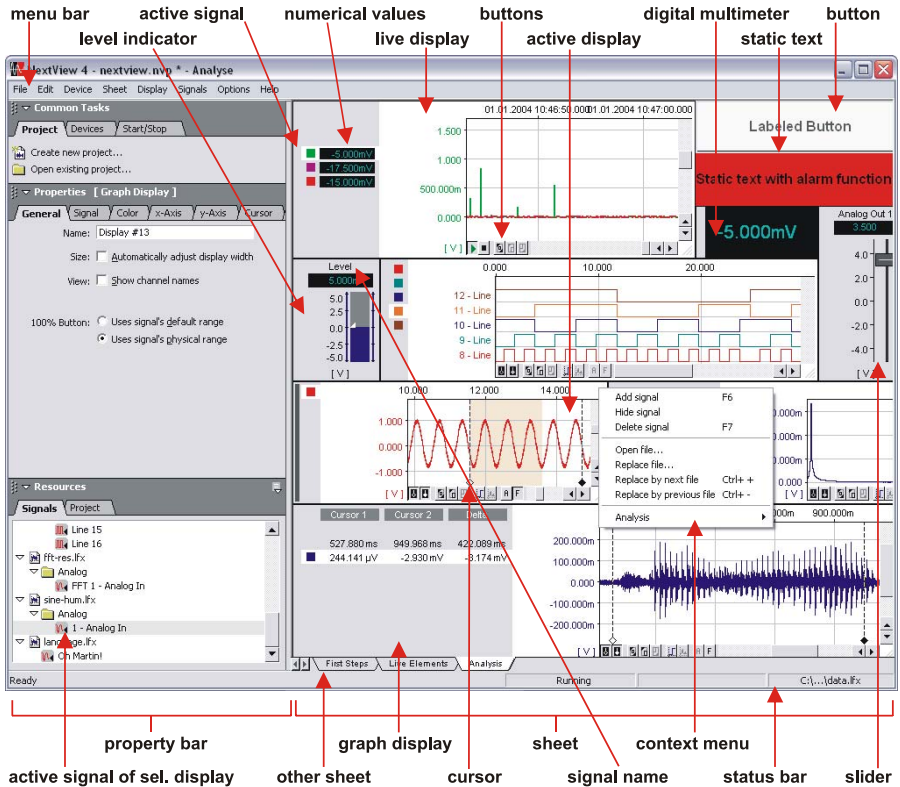 menu bar active signal numerical values buttons digital multimeter button
level indicator live display active display static text
NextView 4 - nextview.nvp * - Analyse
File Edit Device Sheet Display Signals Options Help
Common Tasks
Project Devices Start/Stop
Create new project...
Open existing project...
Properties [ Graph Display ]
General Signal Color x-Axis y-Axis Cursor
Name: Display #13
Size: Automatically adjust display width
View: Show channel names
100% Button: Uses signal's default range
Uses signal's physical range
Resources
Signals Project
Line 15
Line 16
fft-res.lfx
Analog
FFT 1 - Analog In
sine-hum.lfx
Analog
1 - Analog In
Oh Martin!
01.01.2004 10:46:50.000 01.01.2004 10:47:00.000
-5.000mV
-17.500mV
-15.000mV
1.500
1.000
500.000m
0.000
[ V ]
Labeled Button
Static text with alarm function
-5.000mV
Analog Out 1
3.500
4.0
2.0
0.0
-2.0
-4.0
[ V ]
Level
5.000m
5.0
2.5
0.0
-2.5
-5.0
[ V ]
0.000 10.000 20.000
12 - Line
11 - Line
10 - Line
9 - Line
8 - Line
A F
10.000 12.000 14.000
1.000
0.000
-1.000
[ V ]
A F
Add signal F6
Hide signal
Delete signal F7
Open file...
Replace file...
Replace by next file Ctrl+ +
Replace by previous file Ctrl+ -
Analysis
.000m
.000m
0.000
Cursor 1 Cursor 2 Delta
527.880 ms 949.968 ms 422.089 ms
244.141 µV -2.930 mV -3.174 mV
000m 900.000m
200.000m
100.000m
0.000
-100.000m
-200.000m
[ V ]
A F
First Steps Live Elements Analysis
Ready Running C:\...\data.lfx
property bar graph display sheet context menu
active signal of sel. display other sheet cursor signal name status bar slider